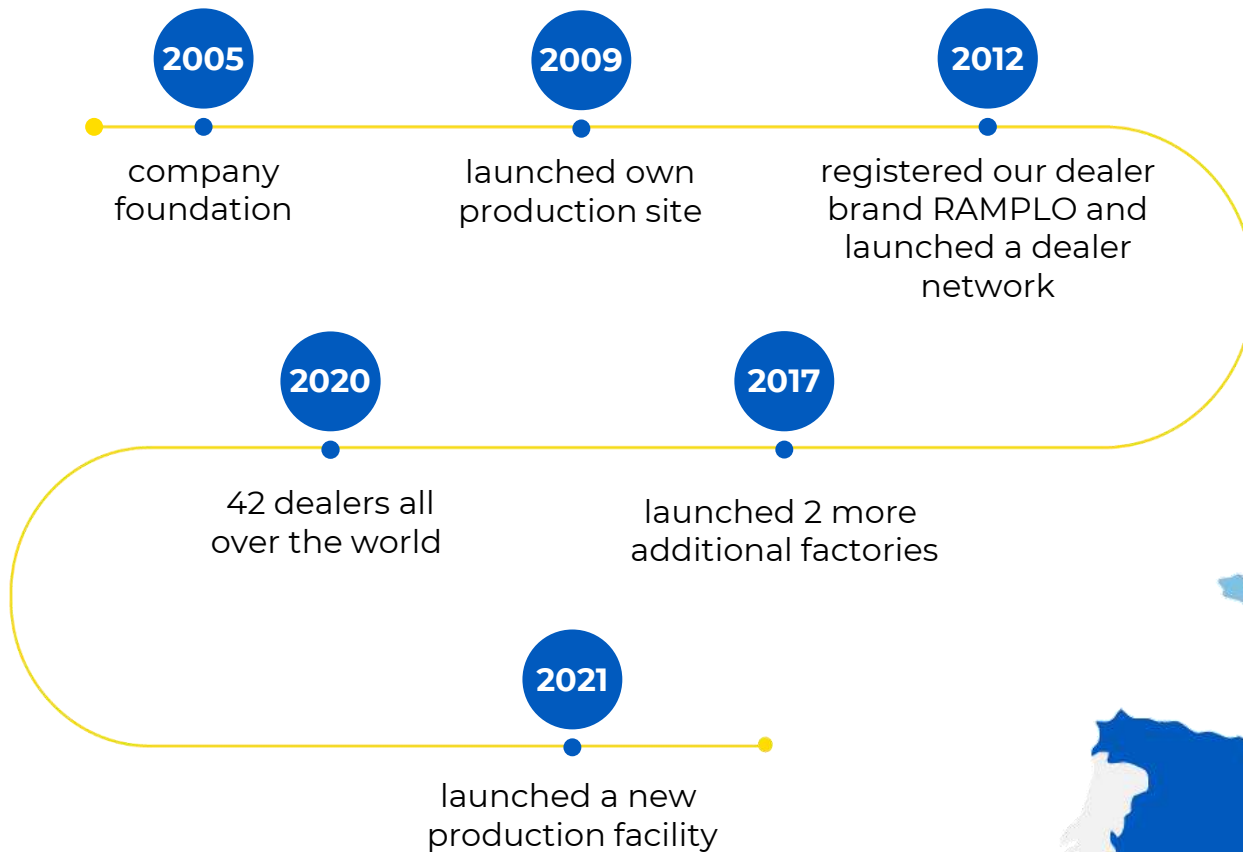 2005
company
foundation
2009
launched own
production site
2012
registered our dealer
brand RAMPLO and
launched a dealer
network
2017
launched 2 more
additional factories
2020
42 dealers all
over the world
2021
launched a new
production facility